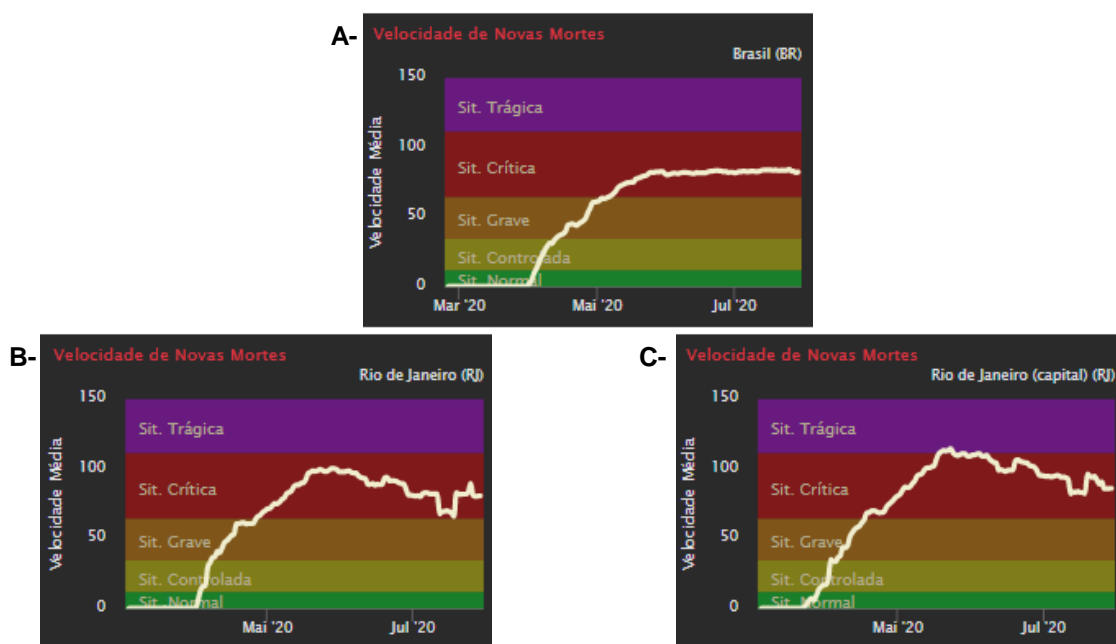 A-
Velocidade de Novas Mortes
Brasil (BR)
Velocidade Média
150
100
50
0
Sit. Trágica
Sit. Crítica
Sit. Grave
Sit. Controlada
Sit. Normal
Mar '20 Mai '20 Jul '20
B-
Velocidade de Novas Mortes
Rio de Janeiro (RJ)
Velocidade Média
150
100
50
0
Sit. Trágica
Sit. Crítica
Sit. Grave
Sit. Controlada
Sit. Normal
Mai '20 Jul '20
C-
Velocidade de Novas Mortes
Rio de Janeiro (capital) (RJ)
Velocidade Média
150
100
50
0
Sit. Trágica
Sit. Crítica
Sit. Grave
Sit. Controlada
Sit. Normal
Mai '20 Jul '20